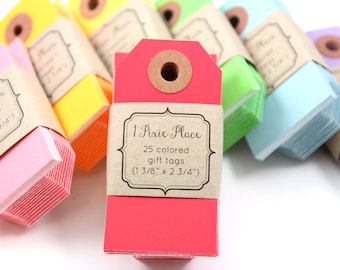 1 Pixie Place
25 colored
gift tags
(1 3/8" x 2 3/4")